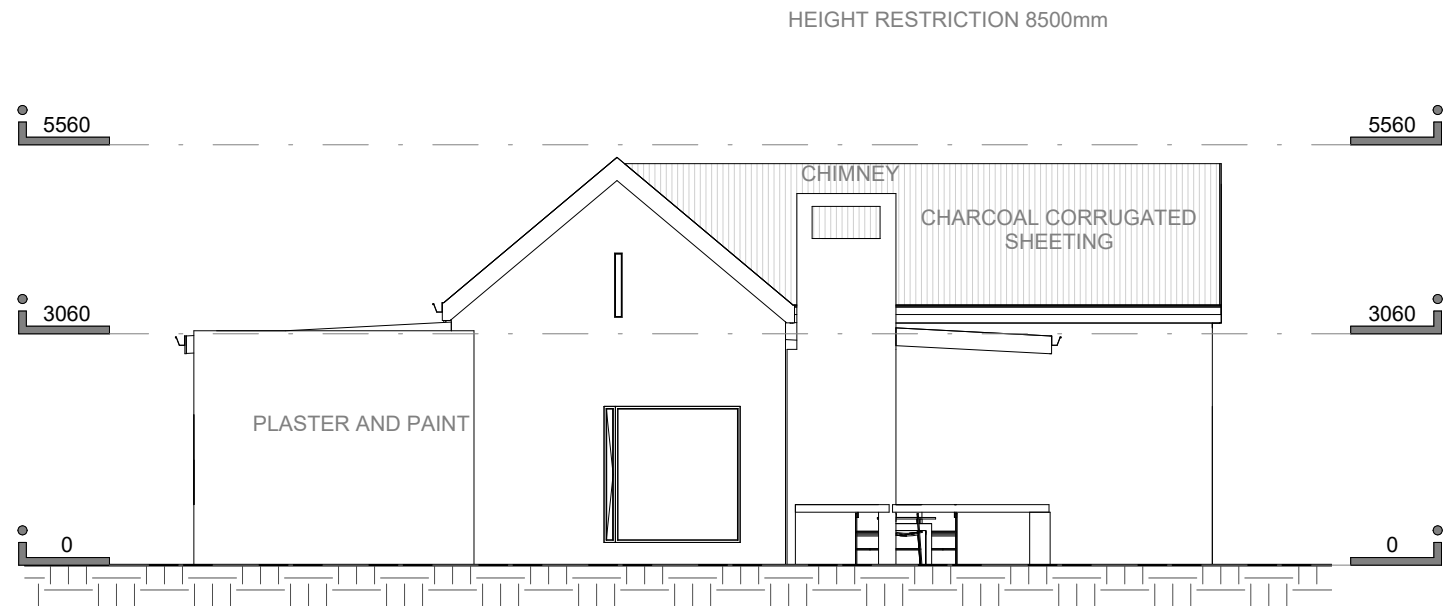 HEIGHT RESTRICTION 8500mm
5560
5560
CHIMNEY
CHARCOAL CORRUGATED
SHEETING
3060
3060
PLASTER AND PAINT
0
0